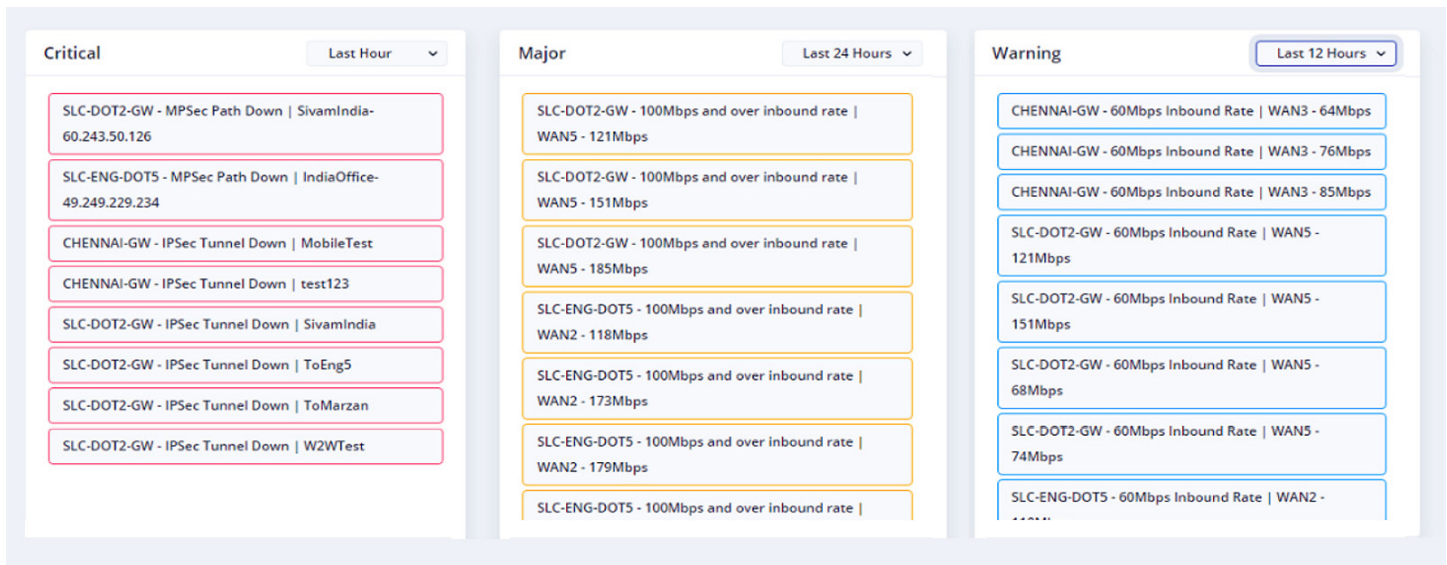 Critical
Last Hour
SLC-DOT2-GW - MPSec Path Down | SivamIndia-
60.243.50.126
SLC-ENG-DOT5 - MPSec Path Down | IndiaOffice-
49.249.229.234
CHENNAI-GW - IPSec Tunnel Down | MobileTest
CHENNAI-GW - IPSec Tunnel Down | test123
SLC-DOT2-GW - IPSec Tunnel Down | SivamIndia
SLC-DOT2-GW - IPSec Tunnel Down | ToEng5
SLC-DOT2-GW - IPSec Tunnel Down | ToMarzan
SLC-DOT2-GW - IPSec Tunnel Down | W2WTest
Major
Last 24 Hours
SLC-DOT2-GW - 100Mbps and over inbound rate |
WAN5 - 121Mbps
SLC-DOT2-GW - 100Mbps and over inbound rate |
WAN5 - 151Mbps
SLC-DOT2-GW - 100Mbps and over inbound rate |
WAN5 - 185Mbps
SLC-ENG-DOT5 - 100Mbps and over inbound rate |
WAN2 - 118Mbps
SLC-ENG-DOT5 - 100Mbps and over inbound rate |
WAN2 - 173Mbps
SLC-ENG-DOT5 - 100Mbps and over inbound rate |
WAN2 - 179Mbps
SLC-ENG-DOT5 - 100Mbps and over inbound rate |
Warning
Last 12 Hours
CHENNAI-GW - 60Mbps Inbound Rate | WAN3 - 64Mbps
CHENNAI-GW - 60Mbps Inbound Rate | WAN3 - 76Mbps
CHENNAI-GW - 60Mbps Inbound Rate | WAN3 - 85Mbps
SLC-DOT2-GW - 60Mbps Inbound Rate | WAN5 -
121Mbps
SLC-DOT2-GW - 60Mbps Inbound Rate | WAN5 -
151Mbps
SLC-DOT2-GW - 60Mbps Inbound Rate | WAN5 -
68Mbps
SLC-DOT2-GW - 60Mbps Inbound Rate | WAN5 -
74Mbps
SLC-ENG-DOT5 - 60Mbps Inbound Rate | WAN2 -